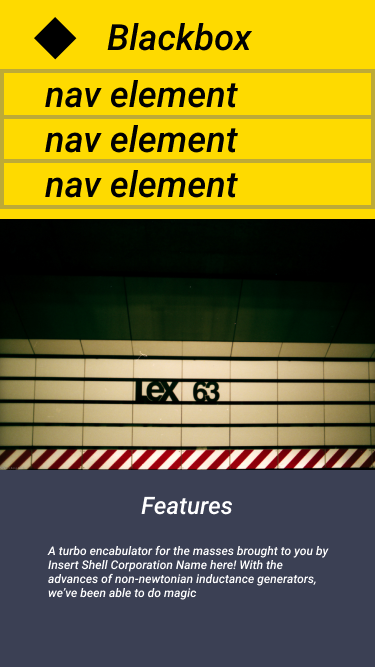 Blackbox
nav element
nav element
nav element
Lex 63
Features
A turbo encabulator for the masses brought to you by
Insert Shell Corporation Name here! With the
advances of non-newtonian inductance generators,
we've been able to do magic